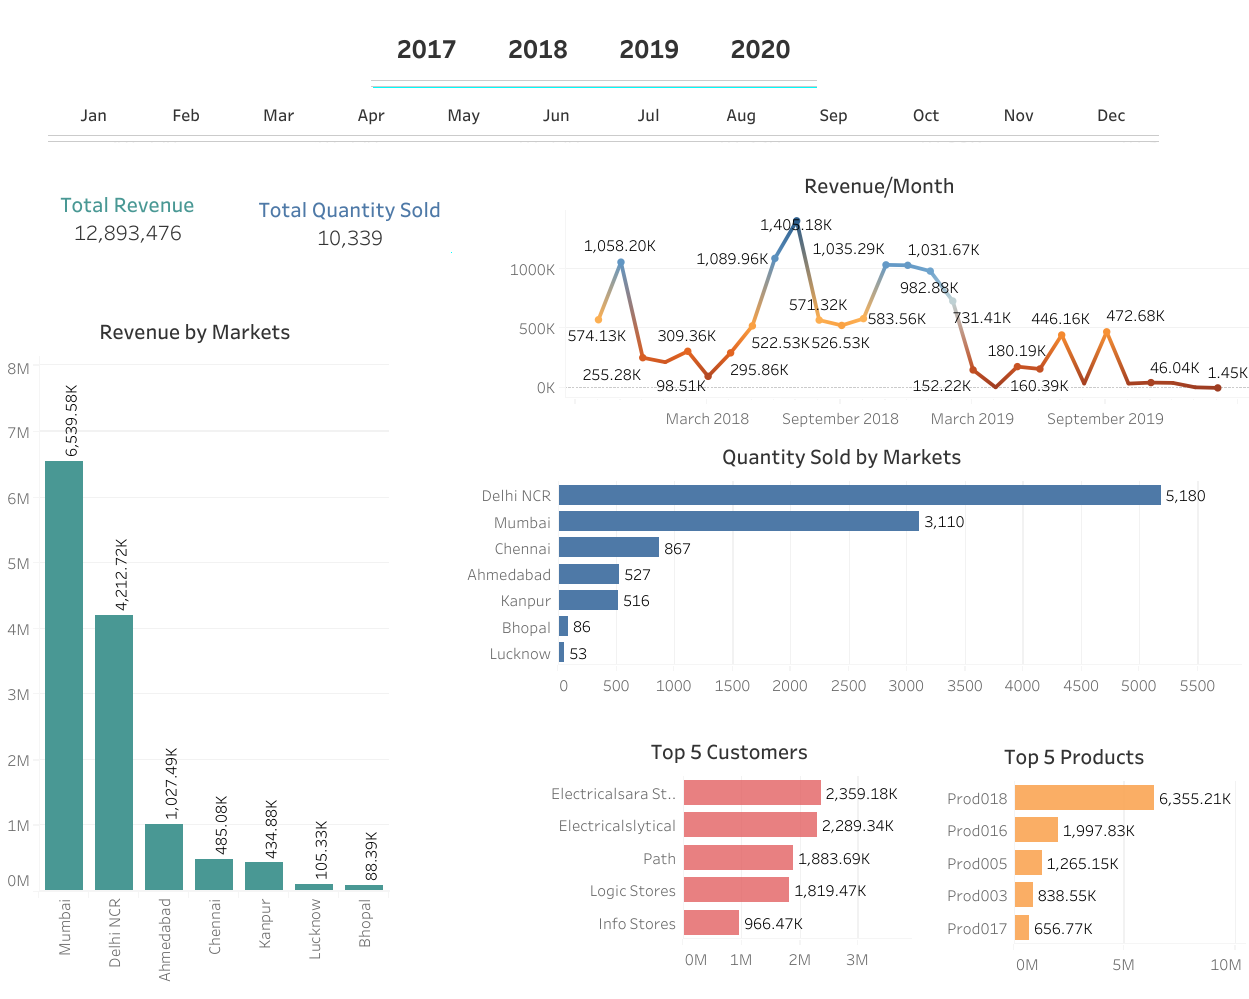 2017 2018 2019 2020
Jan Feb Mar Apr May Jun Jul Aug Sep Oct Nov Dec
Total Revenue
12,893,476
Total Quantity Sold
10,339
Revenue by Markets
8M
7M
6M
5M
4M
3M
2M
1M
0M
6,539.58K
4,212.72K
1,027.49K
485.08K
434.88K
105.33K
88.39K
Mumbai
Delhi NCR
Ahmedabad
Chennai
Kanpur
Lucknow
Bhopal
Revenue/Month
1000K
500K
0K
574.13K
1,058.20K
255.28K
309.36K
98.51K
295.86K
522.53K
1,089.96K
1,405.18K
571.32K
526.53K
583.56K
1,035.29K
1,031.67K
982.88K
731.41K
152.22K
180.19K
160.39K
446.16K
472.68K
46.04K
1.45K
March 2018 September 2018 March 2019 September 2019
Quantity Sold by Markets
Delhi NCR 5,180
Mumbai 3,110
Chennai 867
Ahmedabad 527
Kanpur 516
Bhopal 86
Lucknow 53
0 500 1000 1500 2000 2500 3000 3500 4000 4500 5000 5500
Top 5 Customers
Electricalsara St.. 2,359.18K
Electricalslytical 2,289.34K
Path 1,883.69K
Logic Stores 1,819.47K
Info Stores 966.47K
0M 1M 2M 3M
Top 5 Products
Prod018 6,355.21K
Prod016 1,997.83K
Prod005 1,265.15K
Prod003 838.55K
Prod017 656.77K
0M 5M 10M